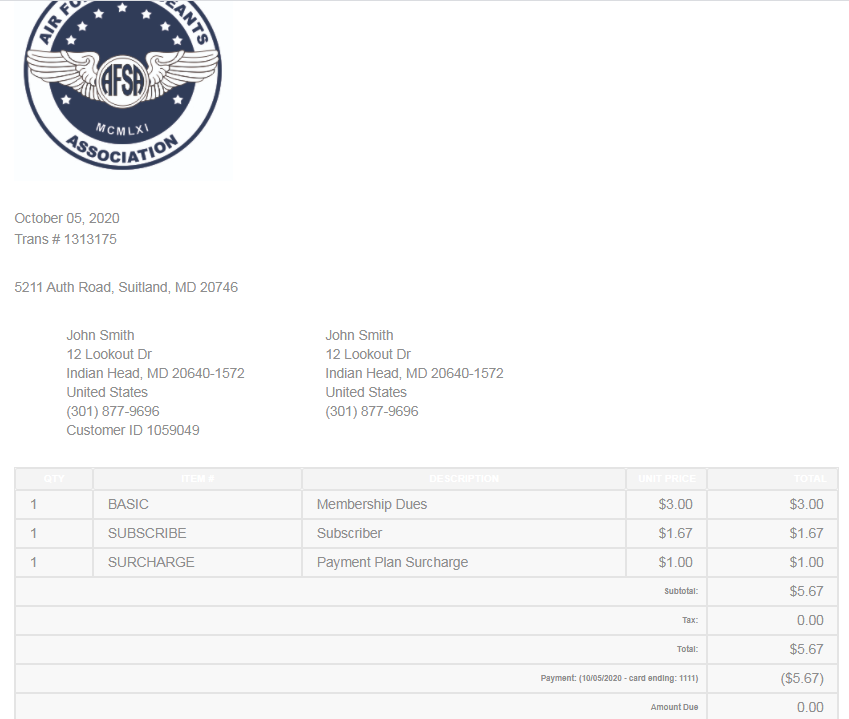 AIR FO
EANTS
AFSA
MCMLXI
ASSOCIATION
October 05, 2020
Trans # 1313175
5211 Auth Road, Suitland, MD 20746
John Smith
12 Lookout Dr
Indian Head, MD 20640-1572
United States
(301) 877-9696
Customer ID 1059049
John Smith
12 Lookout Dr
Indian Head, MD 20640-1572
United States
(301) 877-9696
QTY ITEM # DESCRIPTION UNIT PRICE TOTAL
1 BASIC Membership Dues $3.00 $3.00
1 SUBSCRIBE Subscriber $1.67 $1.67
1 SURCHARGE Payment Plan Surcharge $1.00 $1.00
Subtotal: $5.67
Tax: 0.00
Total: $5.67
Payment: (10/05/2020 - card ending: 1111) ($5.67)
Amount Due 0.00